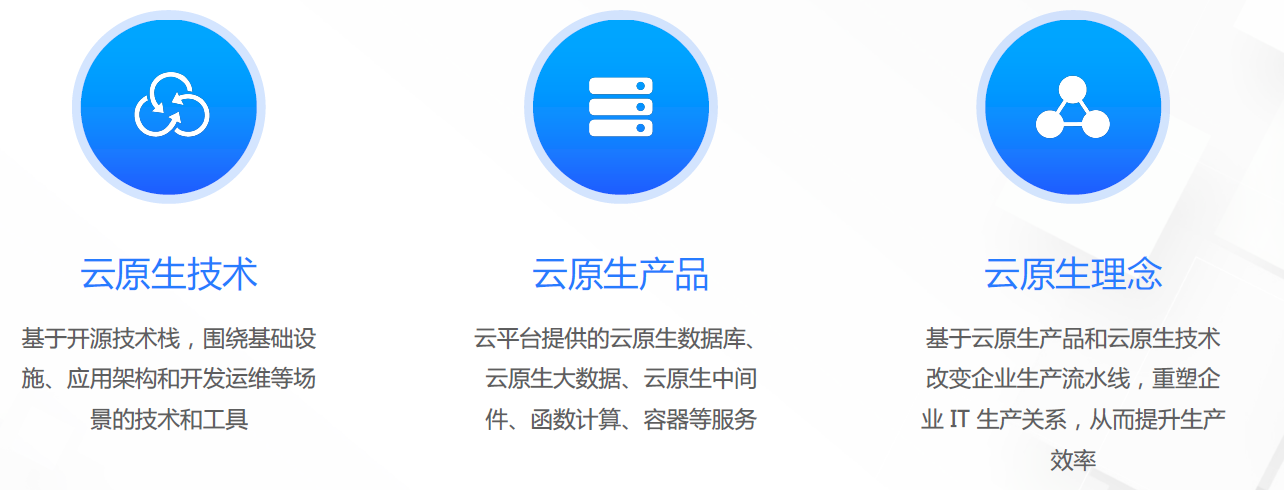 云原生技术
基于开源技术栈，围绕基础设
施、应用架构和开发运维等场
景的技术和工具
云原生产品
云平台提供的云原生数据库、
云原生大数据、云原生中间
件、函数计算、容器等服务
云原生理念
基于云原生产品和云原生技术
改变企业生产流水线，重塑企
业 IT 生产关系，从而提升生产
效率